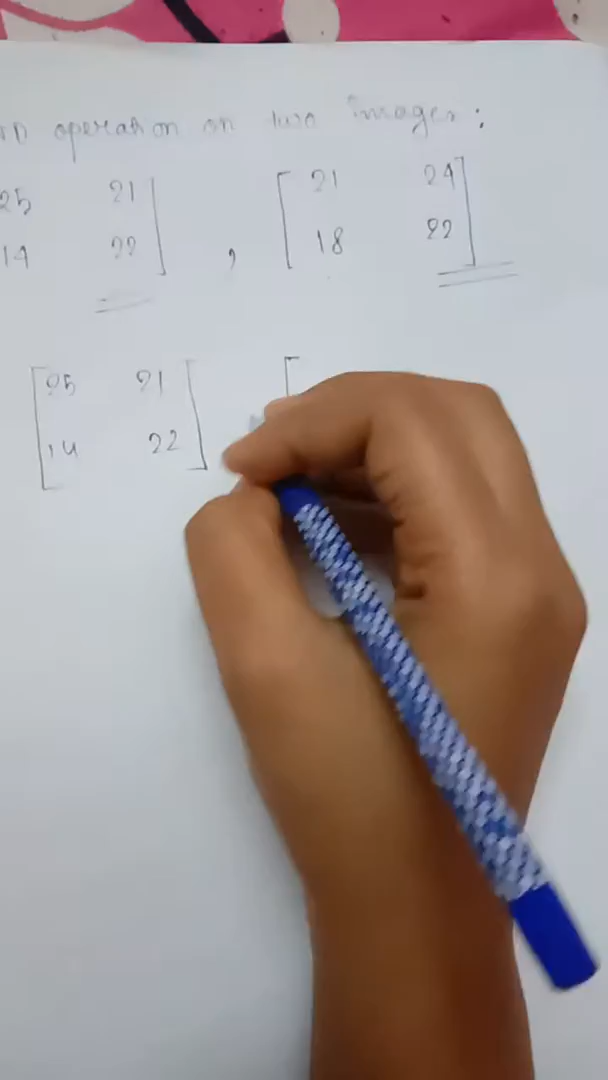 operation on two Images:
25 21 21 24
14 22 , 18 22
25 21
14 22